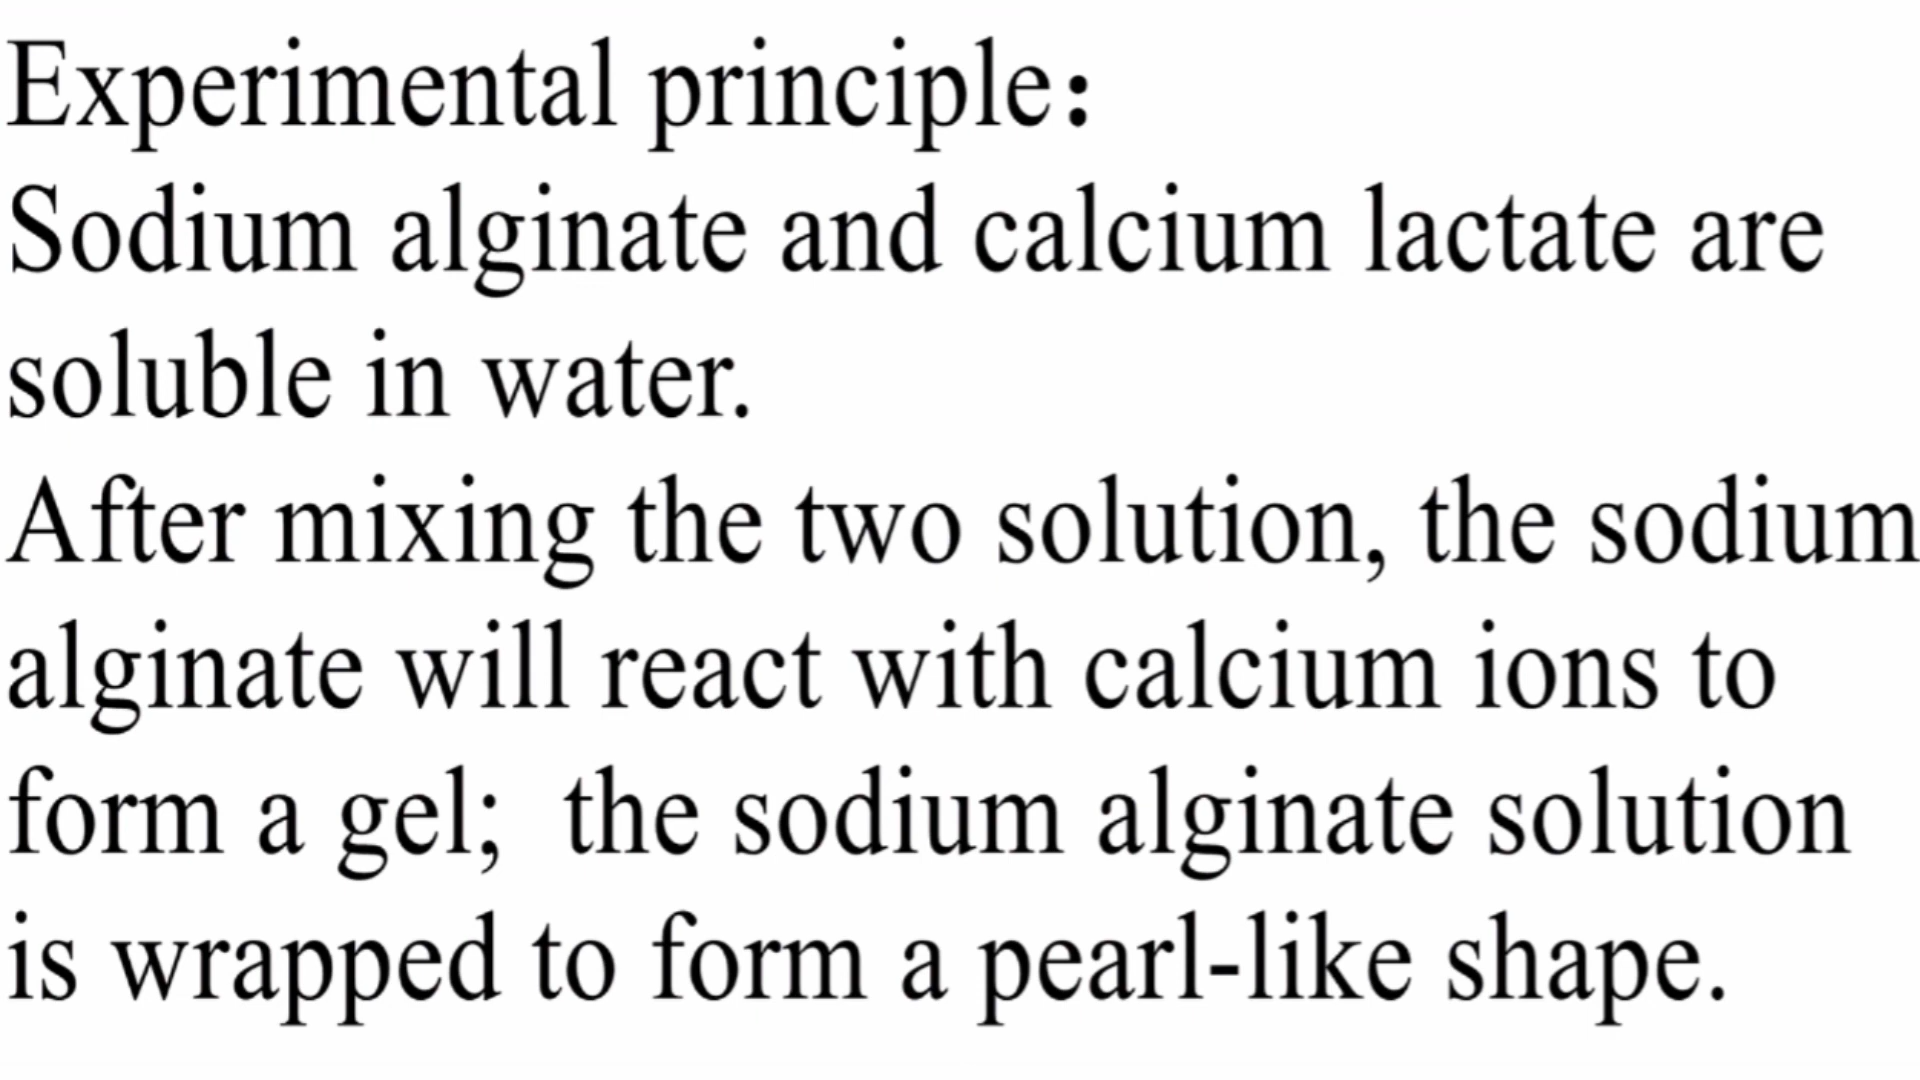 Experimental principle：
Sodium alginate and calcium lactate are
soluble in water.
After mixing the two solution, the sodium
alginate will react with calcium ions to
form a gel;  the sodium alginate solution
is wrapped to form a pearl-like shape.